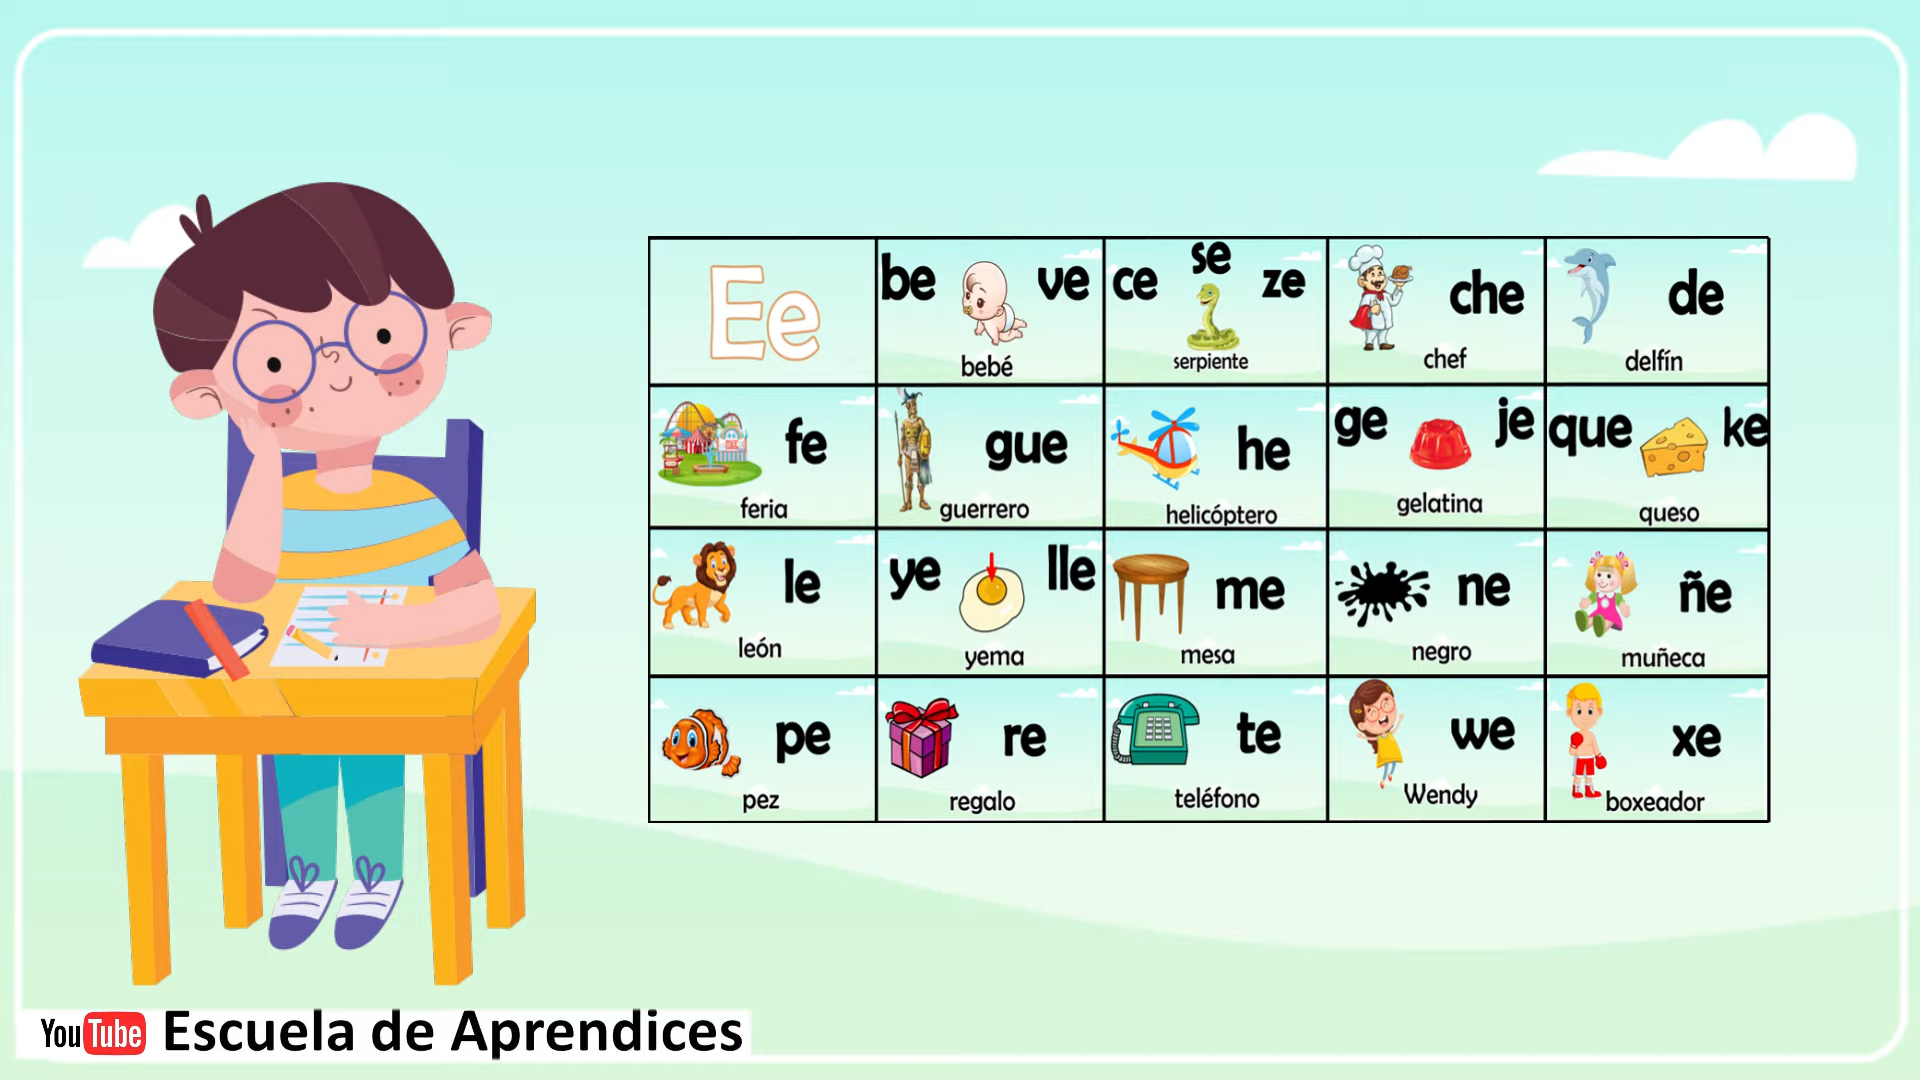 Ee
be ve
bebé
ce se ze
serpiente
che
chef
de
delfín
fe
feria
gue
guerrero
he
helicóptero
ge je
gelatina
que ke
queso
le
león
ye lle
yema
me
mesa
ne
negro
ñe
muñeca
pe
pez
re
regalo
te
teléfono
we
Wendy
xe
boxeador
YouTube Escuela de Aprendices